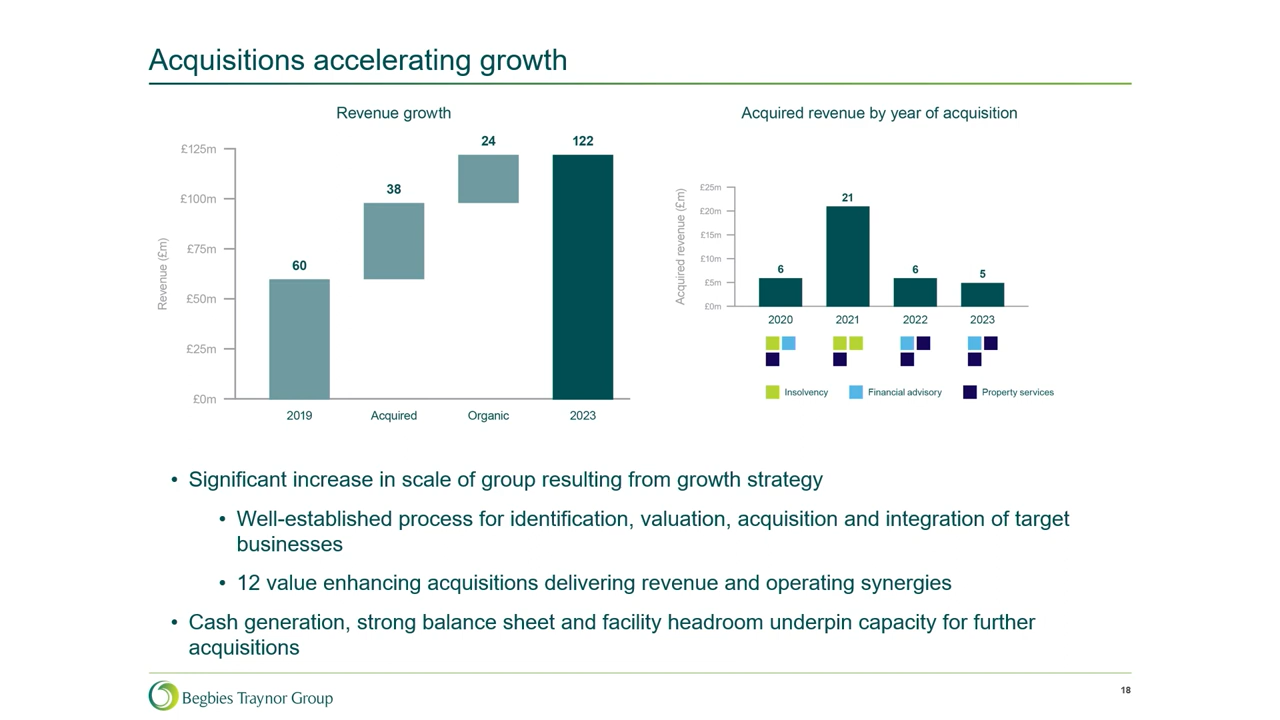 Acquisitions accelerating growth
Revenue growth
Revenue (£m)
£125m
£100m
£75m
£50m
£25m
£0m
60
38
24
122
2019
Acquired
Organic
2023
Acquired revenue by year of acquisition
Acquired revenue (£m)
£25m
£20m
£15m
£10m
£5m
£0m
6
21
6
5
2020
2021
2022
2023
Insolvency
Financial advisory
Property services
• Significant increase in scale of group resulting from growth strategy
• Well-established process for identification, valuation, acquisition and integration of target
businesses
• 12 value enhancing acquisitions delivering revenue and operating synergies
• Cash generation, strong balance sheet and facility headroom underpin capacity for further
acquisitions
Begbies Traynor Group
18